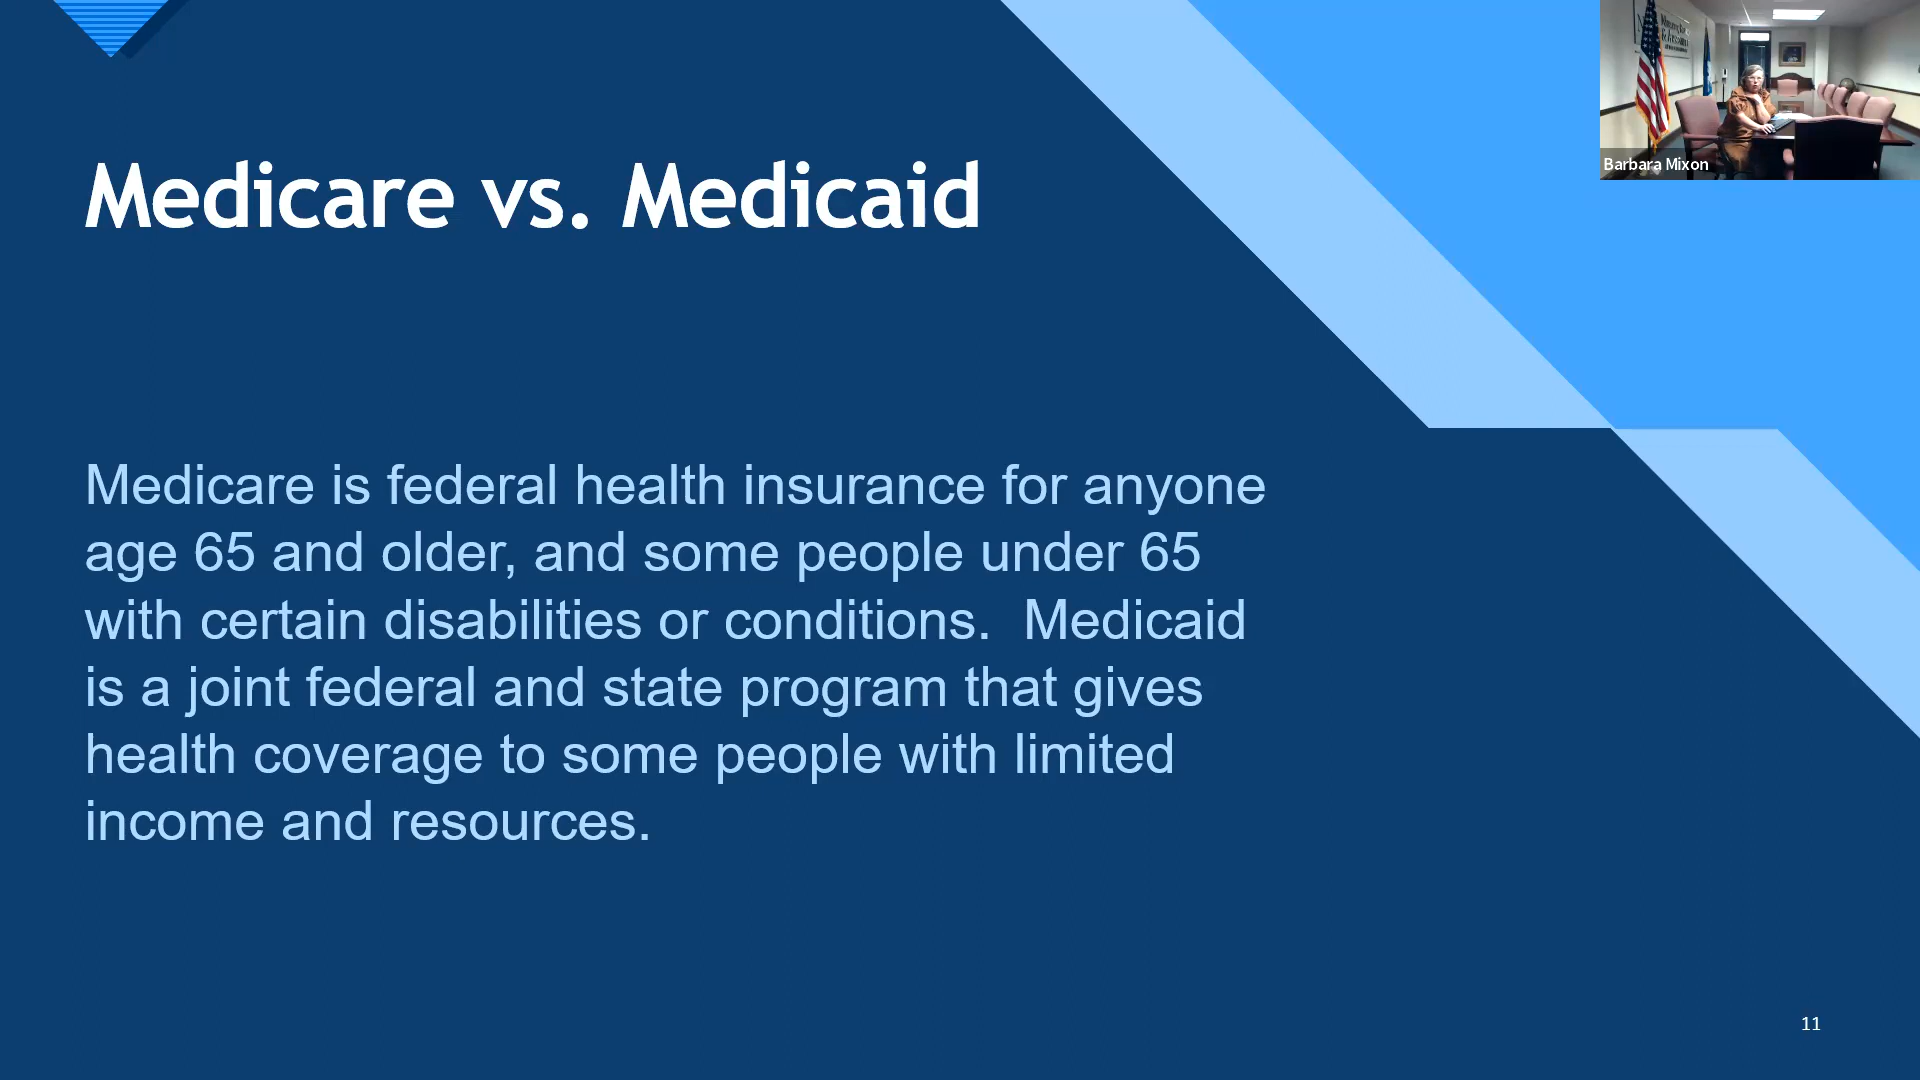 Medicare vs. Medicaid
Medicare is federal health insurance for anyone
age 65 and older, and some people under 65
with certain disabilities or conditions.  Medicaid
is a joint federal and state program that gives
health coverage to some people with limited
income and resources.
Barbara Mixon
11